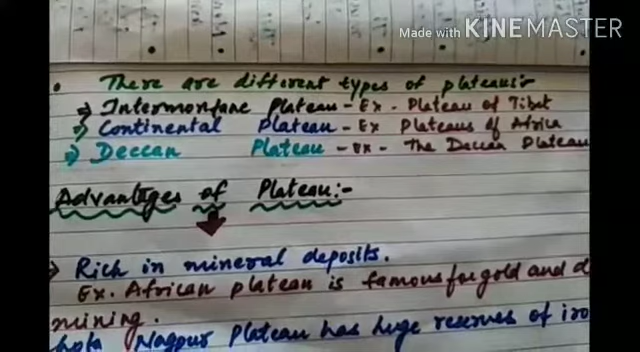 Made with KINEMASTER
• There are different types of plateaus:-
→ Intermontane Plateau - Ex - Plateau of Tibet
→ Continental Plateau - Ex Plateaus of Africa
→ Deccan Plateau - Ex - The Deccan Plateau
Advantages of Plateau:-
→ Rich in mineral deposits.
Ex. African plateau is famous for gold and d
mining.
hota Nagpur Plateau has huge reserves of iro